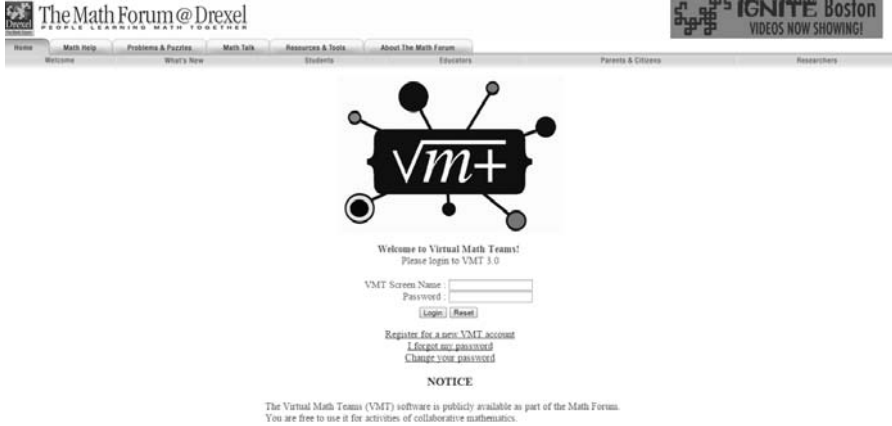 Drexel
The Math Forum @ Drexel
PEOPLE LEARNING MATH TOGETHER
IGNITE Boston
VIDEOS NOW SHOWING!
Home Math Help Problems & Puzzles Math Talk Resources & Tools About The Math Forum
Welcome What's New Students Educators Parents & Citizens Researchers
√m+
Welcome to Virtual Math Teams!
Please login to VMT 3.0
VMT Screen Name :
Password :
Login Reset
Register for a new VMT account
I forgot my password
Change your password
NOTICE
The Virtual Math Teams (VMT) software is publicly available as part of the Math Forum.
You are free to use it for activities of collaborative mathematics.